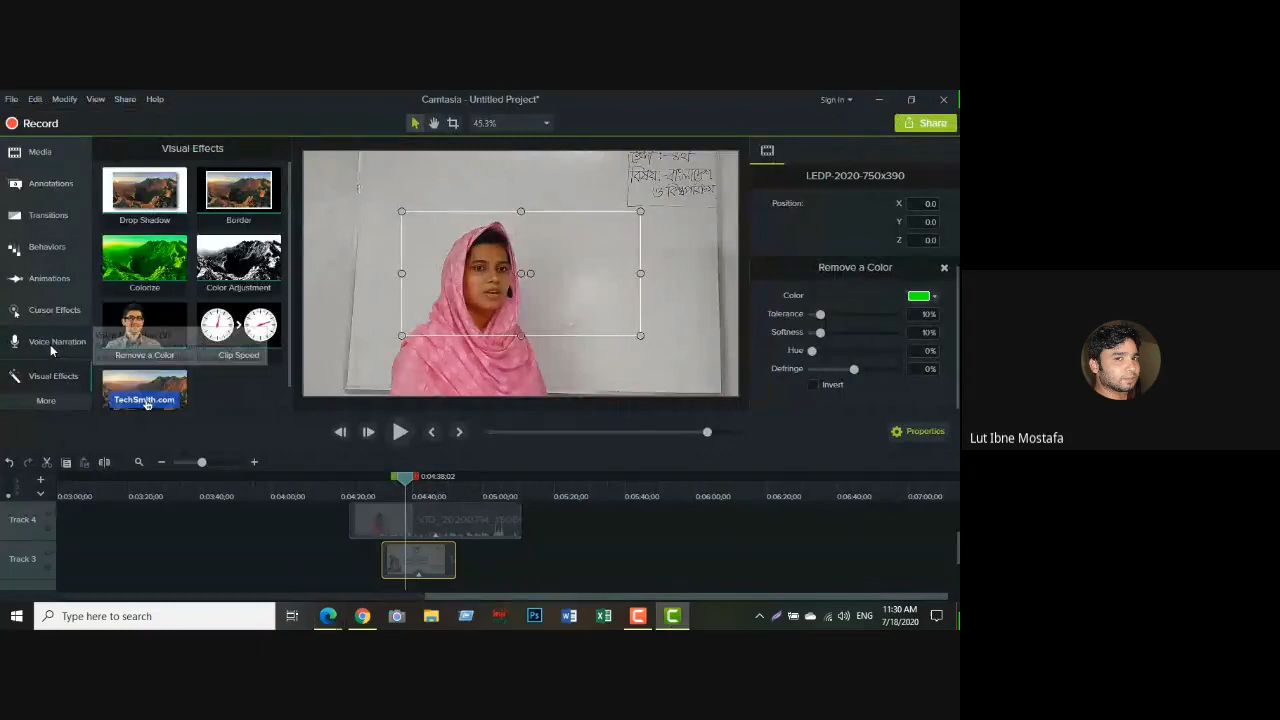 Camtasia - Untitled Project*
File Edit Modify View Share Help
Sign In
Record
45.3%
Share
Media
Annotations
Transitions
Behaviors
Animations
Cursor Effects
Voice Narration
Visual Effects
More
Visual Effects
Drop Shadow
Border
Colorize
Color Adjustment
Remove a Color
Clip Speed
TechSmith.com
বিষয়: -বাংলাদেশ
ও বিশ্বপরিচয়
LEDP-2020-750x390
Position: X 0.0
Y 0.0
Z 0.0
Remove a Color
Color
Tolerance 10%
Softness 10%
Hue 0%
Defringe 0%
Invert
Properties
0:04:38;02
0:03:00;00 0:03:20;00 0:03:40;00 0:04:00;00 0:04:20;00 0:04:40;00 0:05:00;00 0:05:20;00 0:05:40;00 0:06:00;00 0:06:20;00 0:06:40;00 0:07:00;00
Track 4
Track 3
Type here to search
ENG
11:30 AM
7/18/2020
Lut Ibne Mostafa